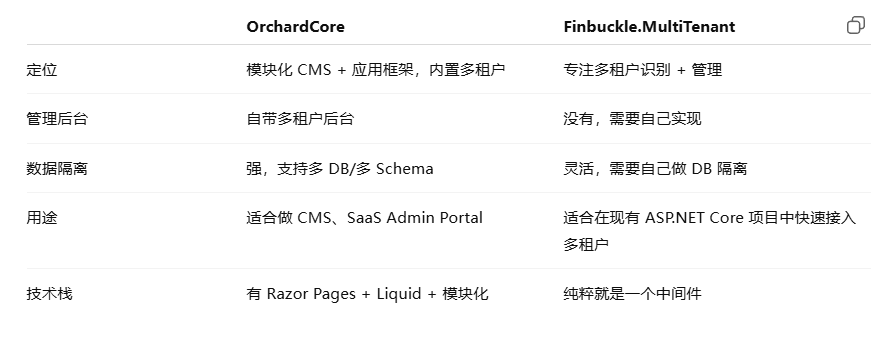 OrchardCore Finbuckle.MultiTenant
定位 模块化 CMS + 应用框架，内置多租户 专注多租户识别 + 管理
管理后台 自带多租户后台 没有，需要自己实现
数据隔离 强，支持多 DB/多 Schema 灵活，需要自己做 DB 隔离
用途 适合做 CMS、SaaS Admin Portal 适合在现有 ASP.NET Core 项目中快速接入
多租户
技术栈 有 Razor Pages + Liquid + 模块化 纯粹就是一个中间件